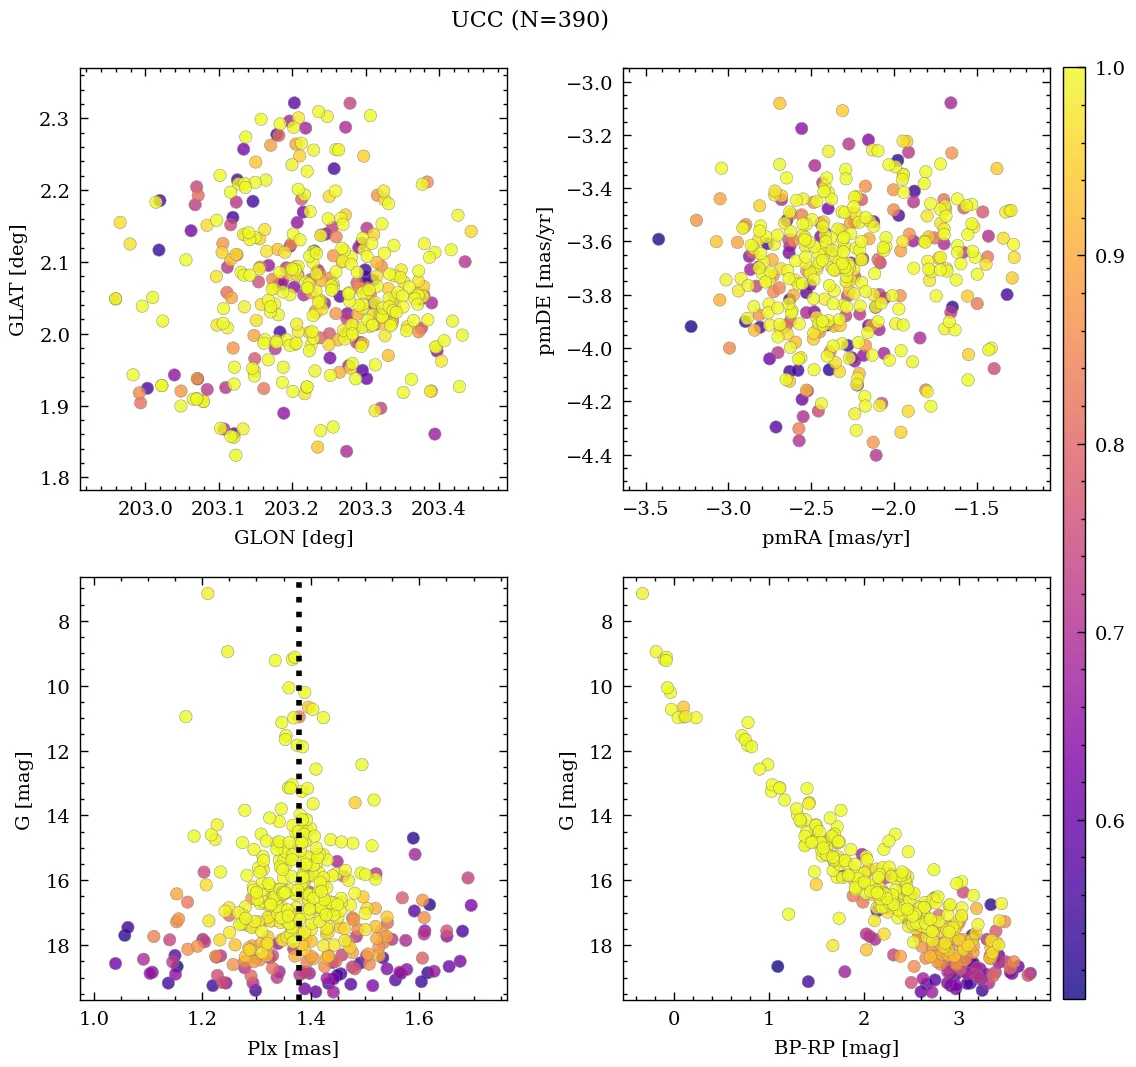 UCC (N=390)
2.3
2.2
2.1
2.0
1.9
1.8
GLAT [deg]
203.0 203.1 203.2 203.3 203.4
GLON [deg]
−3.0
−3.2
−3.4
−3.6
−3.8
−4.0
−4.2
−4.4
pmDE [mas/yr]
−3.5 −3.0 −2.5 −2.0 −1.5
pmRA [mas/yr]
1.0
0.9
0.8
0.7
0.6
8
10
12
14
16
18
G [mag]
1.0 1.2 1.4 1.6
Plx [mas]
8
10
12
14
16
18
G [mag]
0 1 2 3
BP-RP [mag]